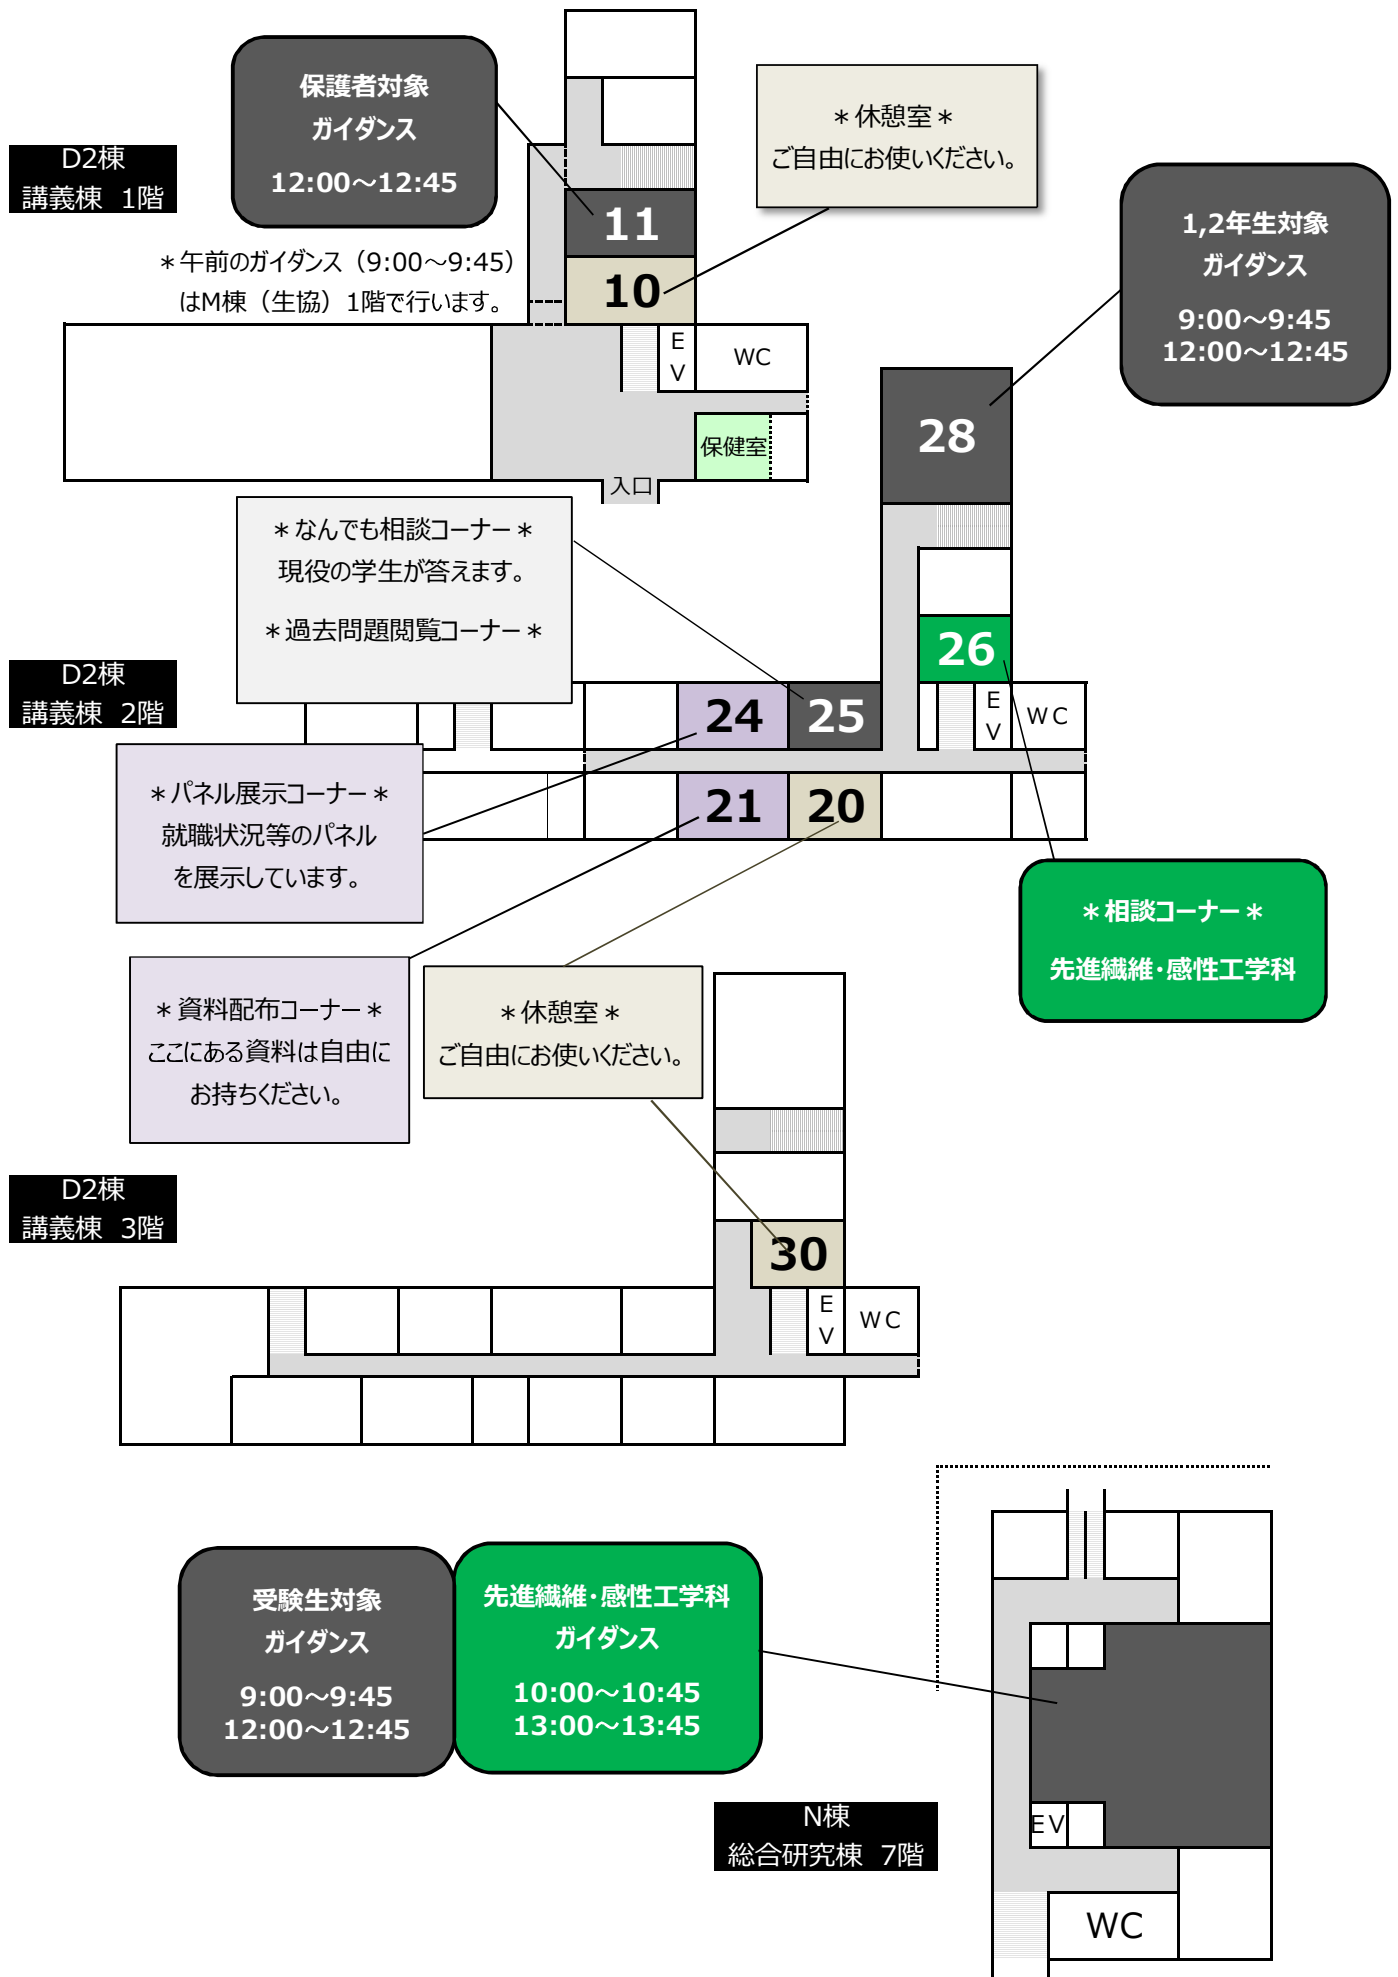 保護者対象
ガイダンス
12:00～12:45
＊休憩室＊
ご自由にお使いください。
D2棟
講義棟 1階
1,2年生対象
ガイダンス
9:00～9:45
12:00～12:45
11
＊午前のガイダンス（9:00～9:45）
はM棟（生協）1階で行います。
10
E
V
WC
保健室
入口
28
＊なんでも相談コーナー＊
現役の学生が答えます。
＊過去問題閲覧コーナー＊
26
D2棟
講義棟 2階
24
25
E
V
WC
＊パネル展示コーナー＊
就職状況等のパネル
を展示しています。
21
20
＊相談コーナー＊
先進繊維・感性工学科
＊資料配布コーナー＊
ここにある資料は自由に
お持ちください。
＊休憩室＊
ご自由にお使いください。
D2棟
講義棟 3階
30
E
V
WC
受験生対象
ガイダンス
9:00～9:45
12:00～12:45
先進繊維・感性工学科
ガイダンス
10:00～10:45
13:00～13:45
N棟
総合研究棟 7階
EV
WC